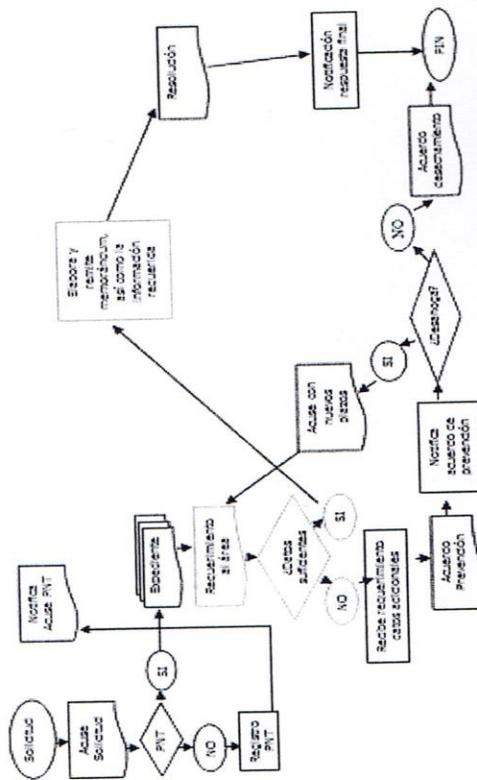 Solicitud
Acuse
Solicitud
PNT
SI
NO
Registro
PNT
Notifica
Acuse PNT
Expediente
Requerimiento
al área
¿Datos
suficientes
SI
NO
Recibe requerimiento
datos adicionales
Acuerdo
Prevención
Notifica
acuerdo de
prevención
¿Desahoga?
SI
NO
Acuse con
nuevos
plazos
Acuerdo
desechamiento
Elabora y
remite
memorándum,
así como la
información
requerida
Resolución
Notificación
respuesta final
FIN